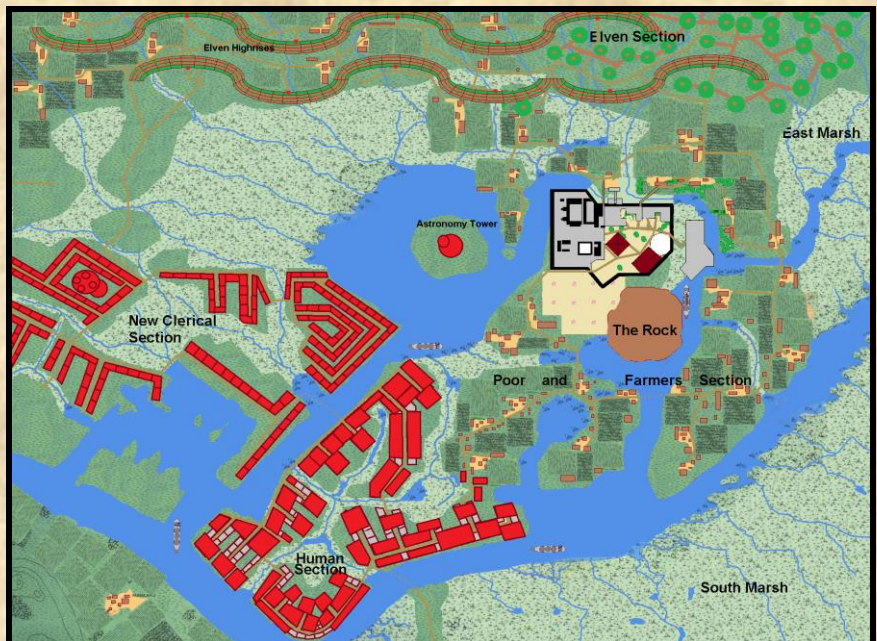 Elven Section
Elven Highrises
East Marsh
Astronomy Tower
New Clerical
Section
The Rock
Poor and Farmers Section
Human
Section
South Marsh